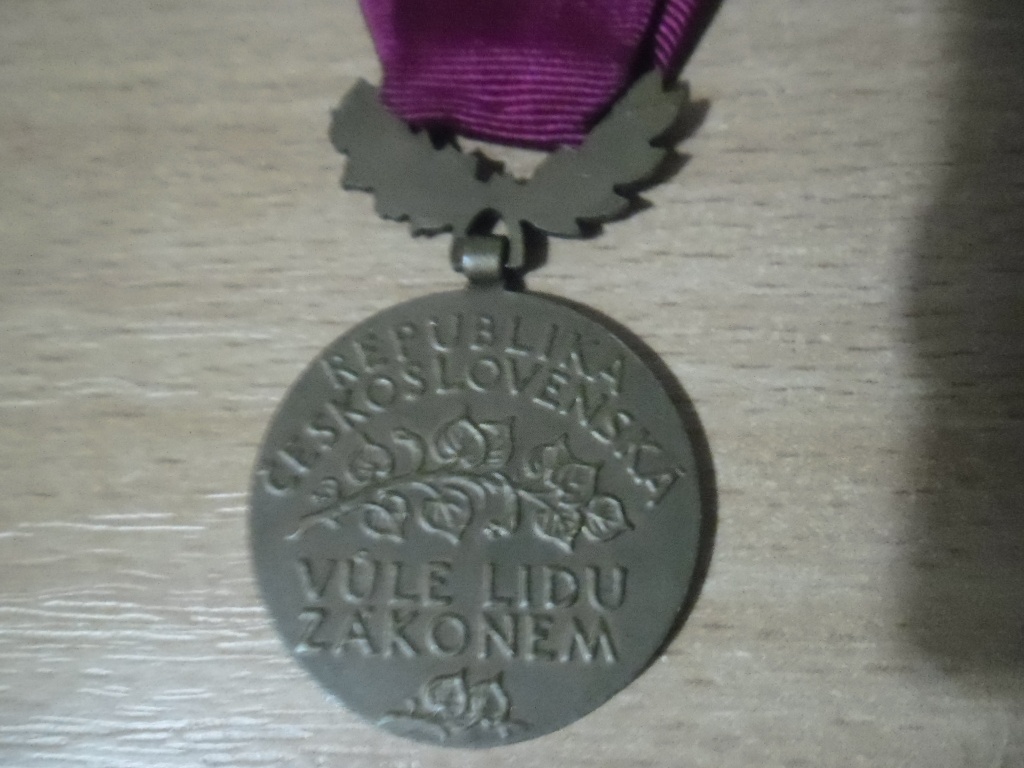 REPUBLIKA
ČESKOSLOVENSKÁ
VŮLE LIDU
ZÁKONEM